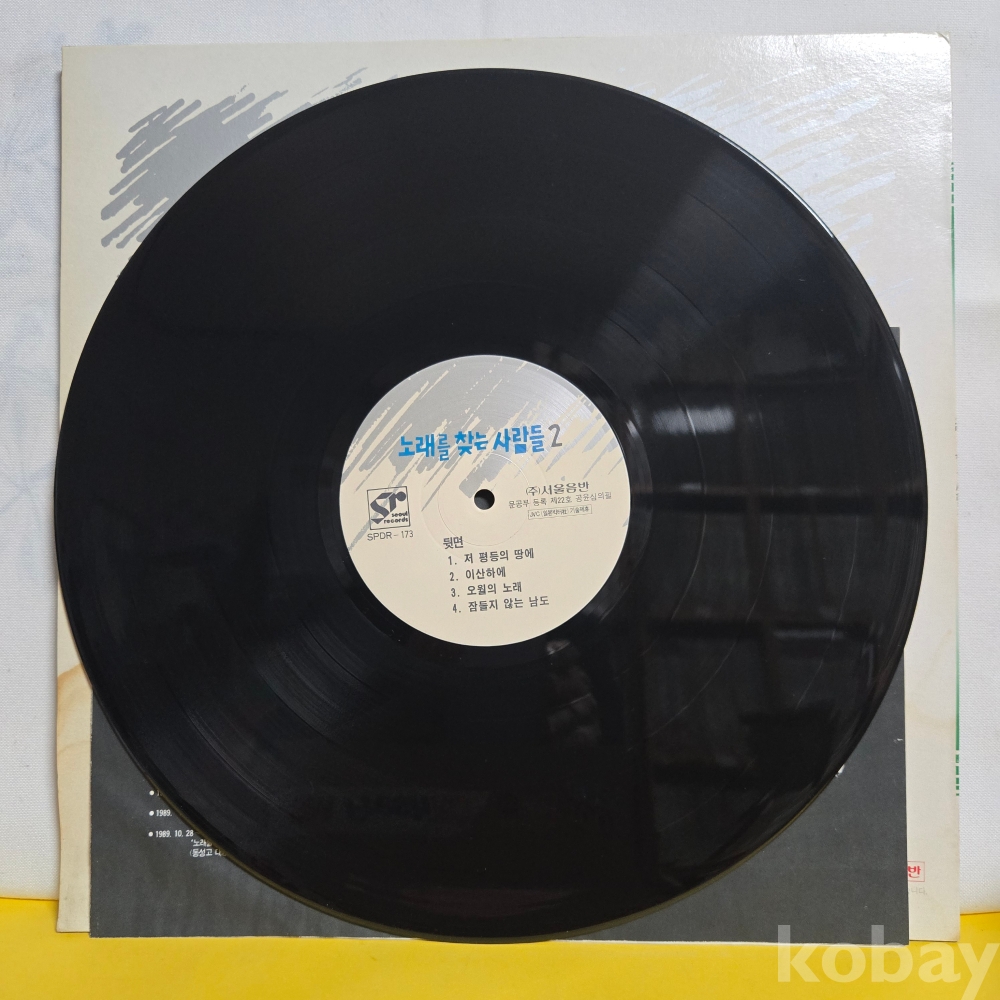 노래를 찾는 사람들 2
(주)서울음반
문공부 등록 제22호 공윤심의필
seoul
records
SPDR-173
뒷면
1. 저 평등의 땅에
2. 이산하에
3. 오월의 노래
4. 잠들지 않는 남도
1989.
1989. 10. 28
반
니다.
kobay